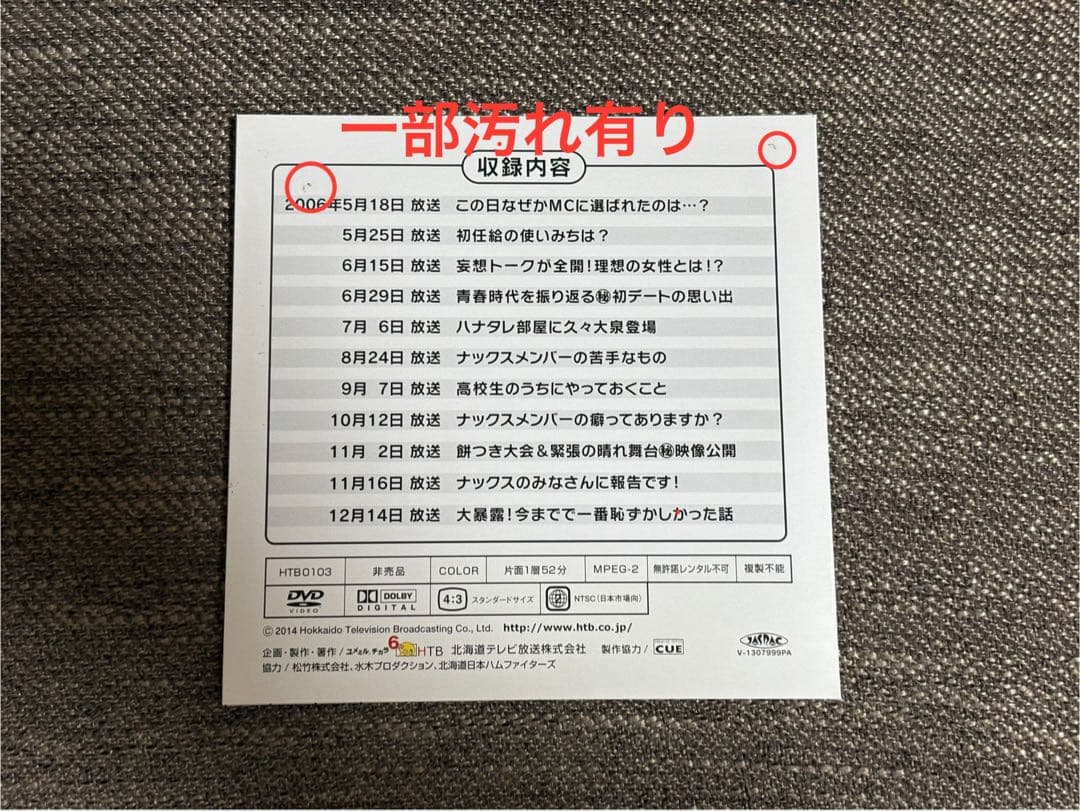 一部汚れ有り
収録内容
2006年5月18日 放送 この日なぜかMCに選ばれたのは…?
5月25日 放送 初任給の使いみちは?
6月15日 放送 妄想トークが全開!理想の女性とは!?
6月29日 放送 青春時代を振り返る㊙初デートの思い出
7月 6日 放送 ハナタレ部屋に久々大泉登場
8月24日 放送 ナックスメンバーの苦手なもの
9月 7日 放送 高校生のうちにやっておくこと
10月12日 放送 ナックスメンバーの癖ってありますか?
11月 2日 放送 餅つき大会&緊張の晴れ舞台㊙映像公開
11月16日 放送 ナックスのみなさんに報告です!
12月14日 放送 大暴露!今までで一番恥ずかしかった話
HTB0103 非売品 COLOR 片面1層52分 MPEG-2 無許諾レンタル不可 複製不能
DVD VIDEO DOLBY DIGITAL 4:3 スタンダードサイズ 2 NTSC(日本市場向)
©2014 Hokkaido Television Broadcasting Co., Ltd. http://www.htb.co.jp/
企画・製作・著作/ユメミル、チカラ 6 HTB 北海道テレビ放送株式会社 製作協力/CUE
協力/松竹株式会社、水木プロダクション、北海道日本ハムファイターズ
JASRAC
V-1307999PA